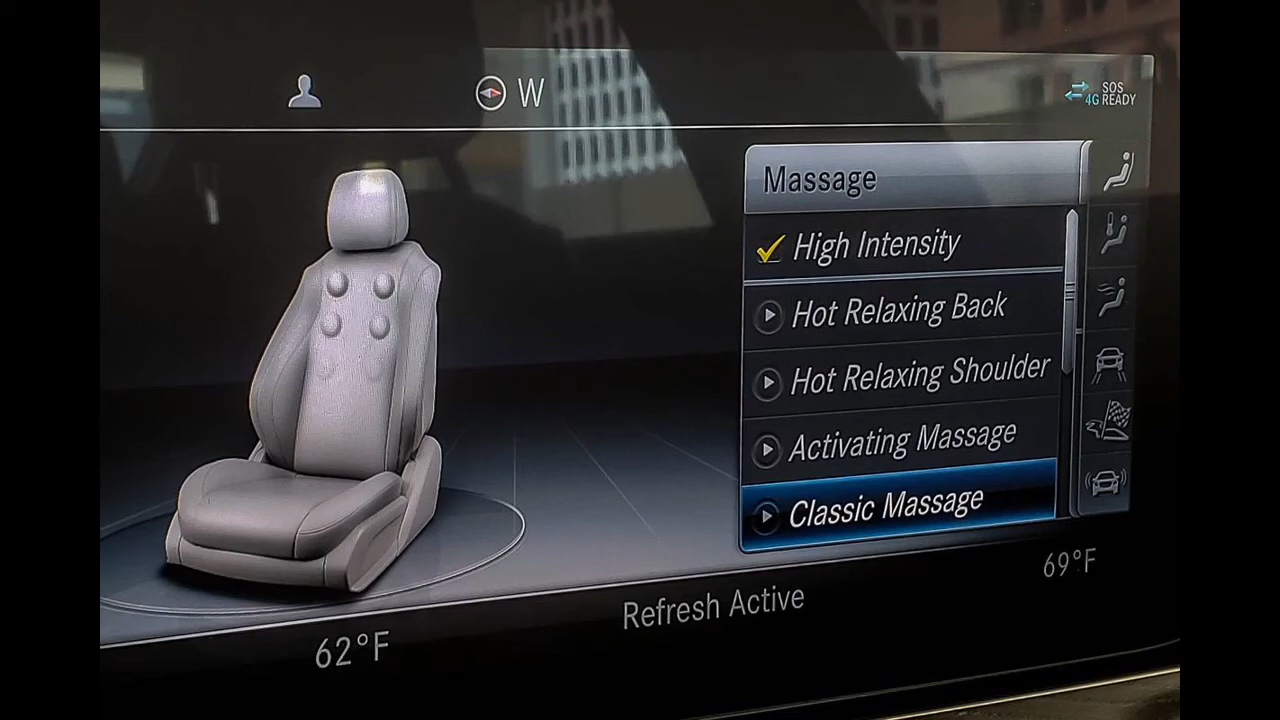 W
SOS
4G READY
Massage
High Intensity
Hot Relaxing Back
Hot Relaxing Shoulder
Activating Massage
Classic Massage
69°F
Refresh Active
62°F